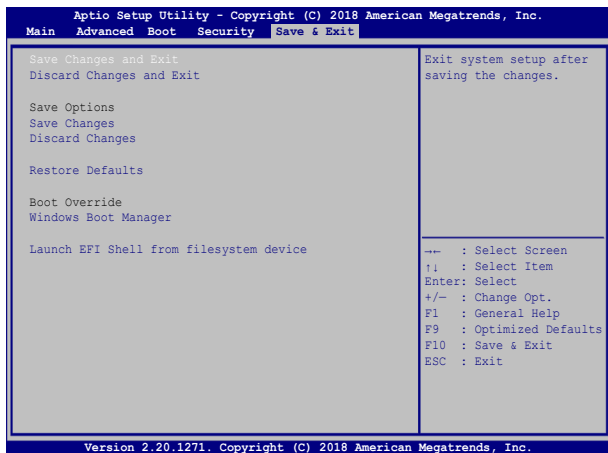 Aptio Setup Utility - Copyright (C) 2018 American Megatrends, Inc.
Main Advanced Boot Security Save & Exit
Save Changes and Exit
Discard Changes and Exit
Save Options
Save Changes
Discard Changes
Restore Defaults
Boot Override
Windows Boot Manager
Launch EFI Shell from filesystem device
Exit system setup after
saving the changes.
→← : Select Screen
↑↓ : Select Item
Enter: Select
+/— : Change Opt.
F1 : General Help
F9 : Optimized Defaults
F10 : Save & Exit
ESC : Exit
Version 2.20.1271. Copyright (C) 2018 American Megatrends, Inc.